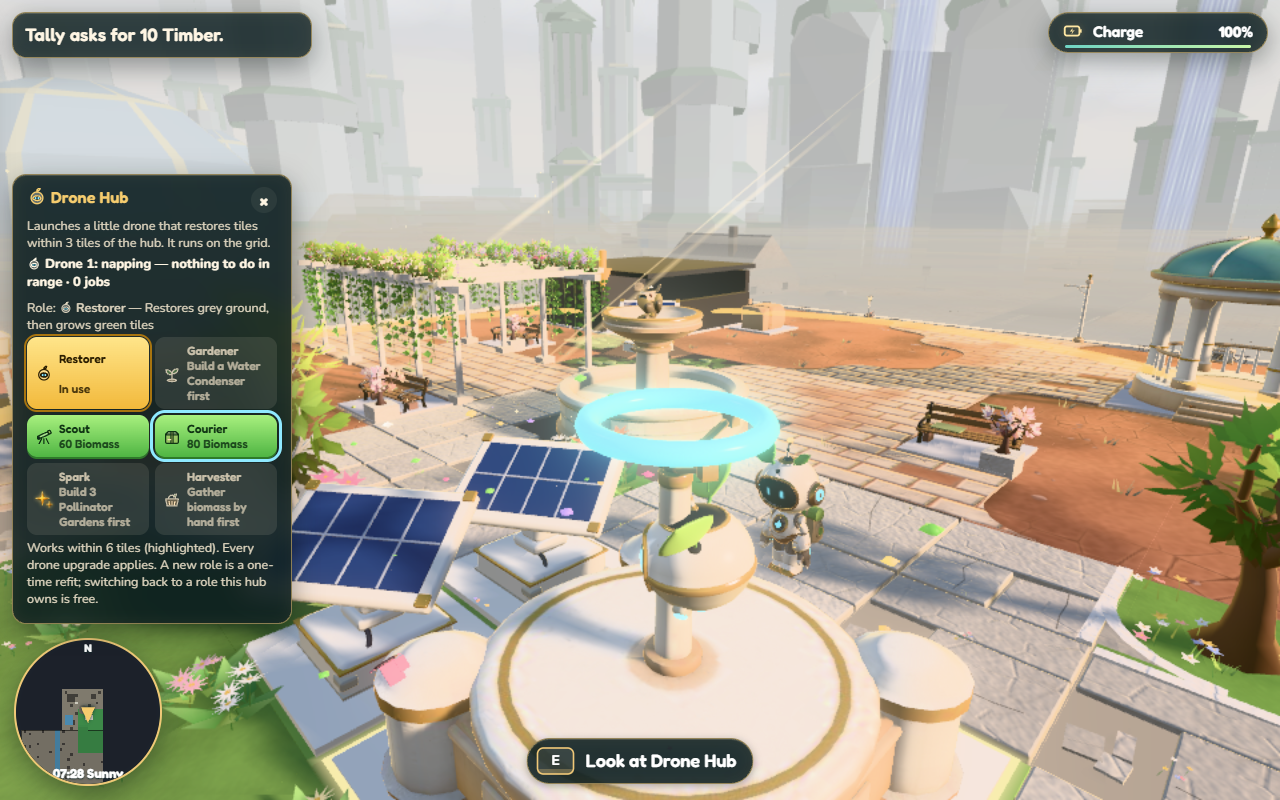 Tally asks for 10 Timber.
Charge 100%
Drone Hub
Launches a little drone that restores tiles
within 3 tiles of the hub. It runs on the grid.
Drone 1: napping — nothing to do in
range · 0 jobs
Role: Restorer — Restores grey ground,
then grows green tiles
Restorer
In use
Gardener
Build a Water
Condenser
first
Scout
60 Biomass
Courier
80 Biomass
Spark
Build 3
Pollinator
Gardens first
Harvester
Gather
biomass by
hand first
Works within 6 tiles (highlighted). Every
drone upgrade applies. A new role is a one-
time refit; switching back to a role this hub
owns is free.
N
07:28 Sunny
E Look at Drone Hub